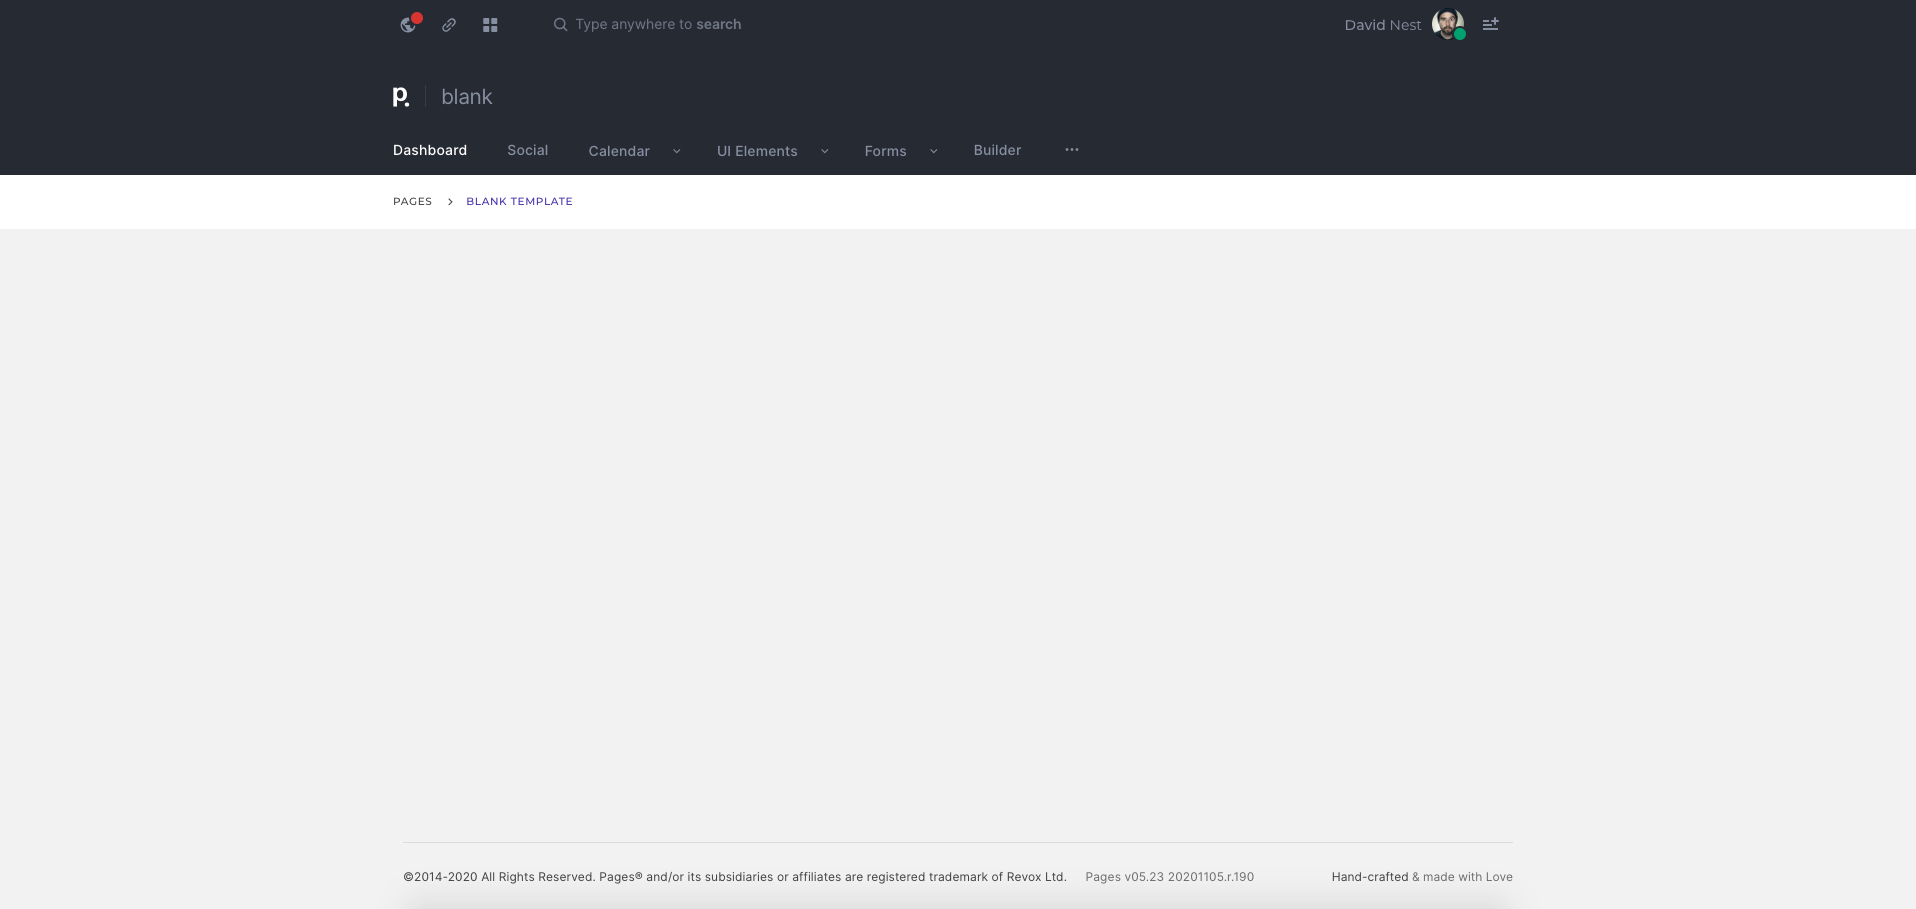 Type anywhere to search
David Nest
p. blank
Dashboard Social Calendar UI Elements Forms Builder ...
PAGES > BLANK TEMPLATE
©2014-2020 All Rights Reserved. Pages® and/or its subsidiaries or affiliates are registered trademark of Revox Ltd. Pages v05.23 20201105.r.190 Hand-crafted & made with Love